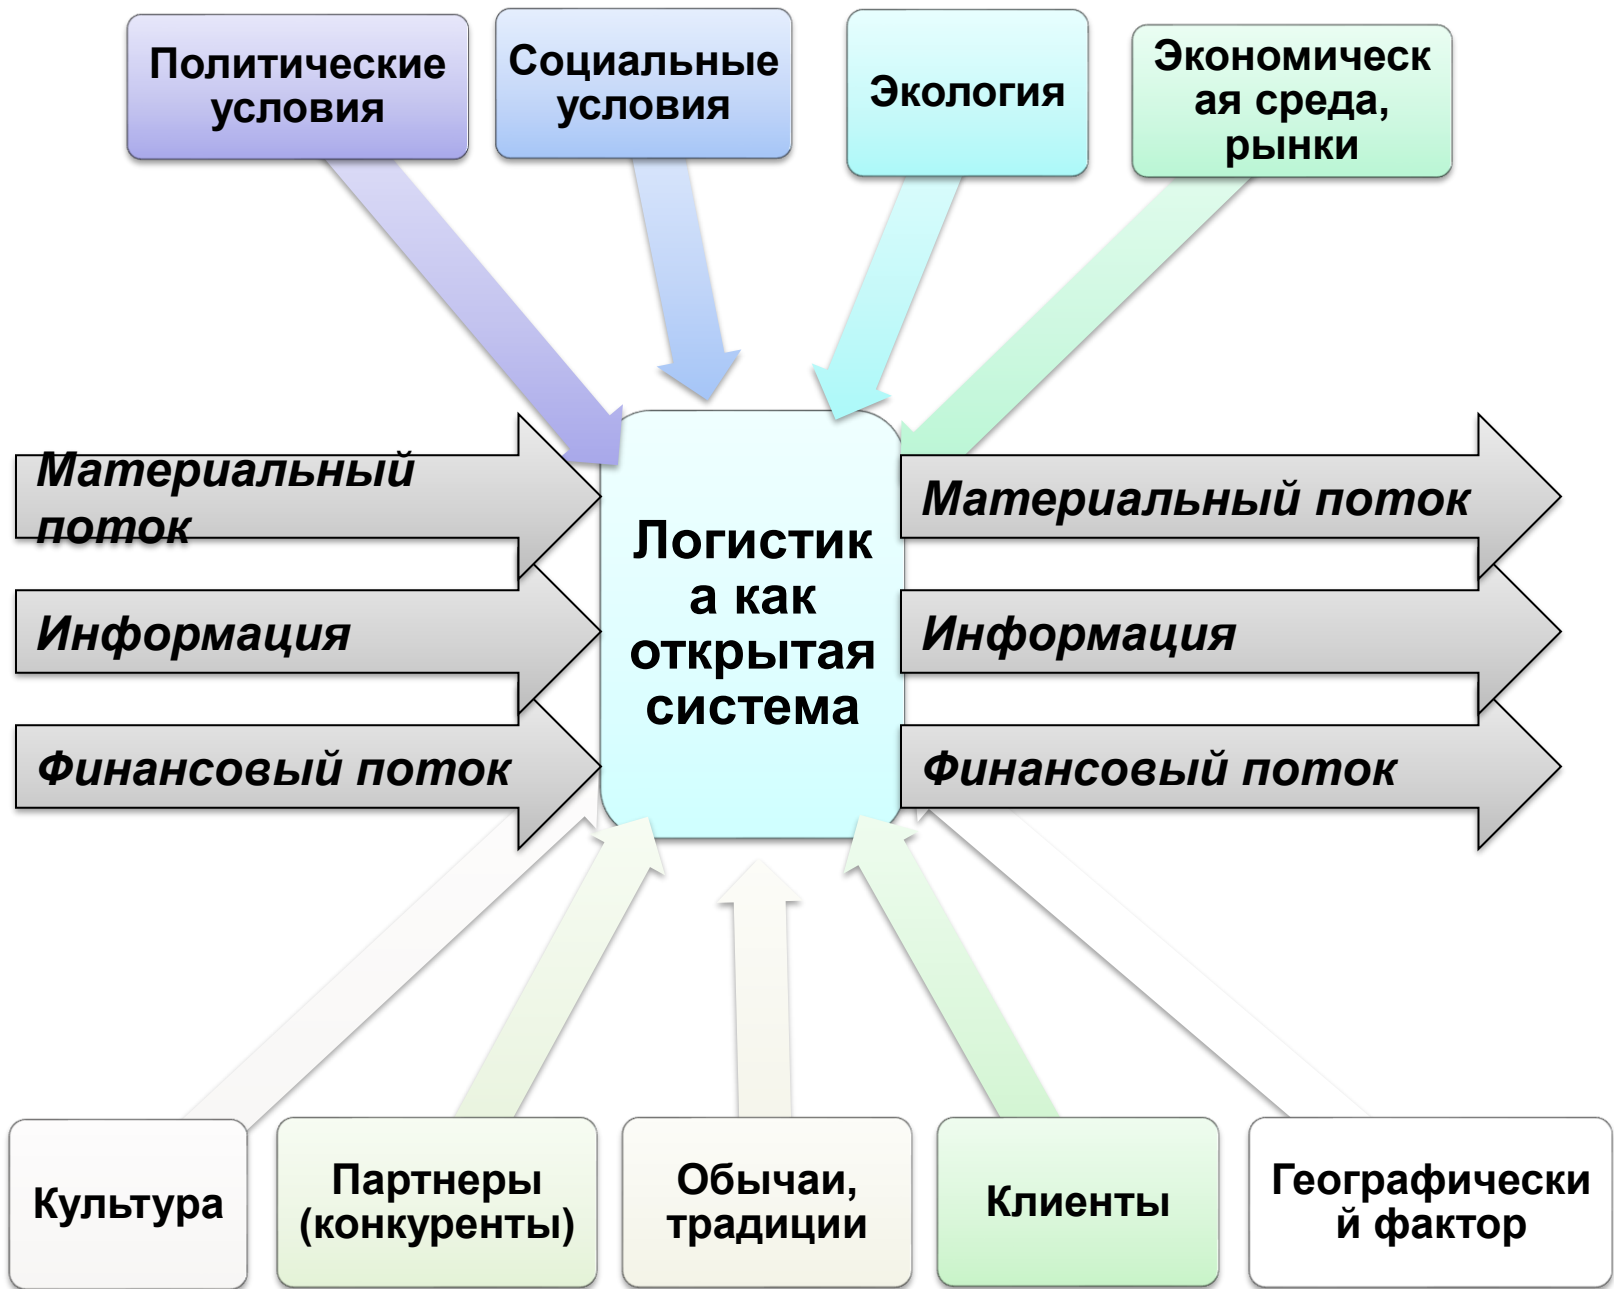 Политические
условия
Социальные
условия
Экология
Экономическ
ая среда,
рынки
Материальный
поток
Информация
Финансовый поток
Логистик
а как
открытая
система
Материальный поток
Информация
Финансовый поток
Культура
Партнеры
(конкуренты)
Обычаи,
традиции
Клиенты
Географически
й фактор